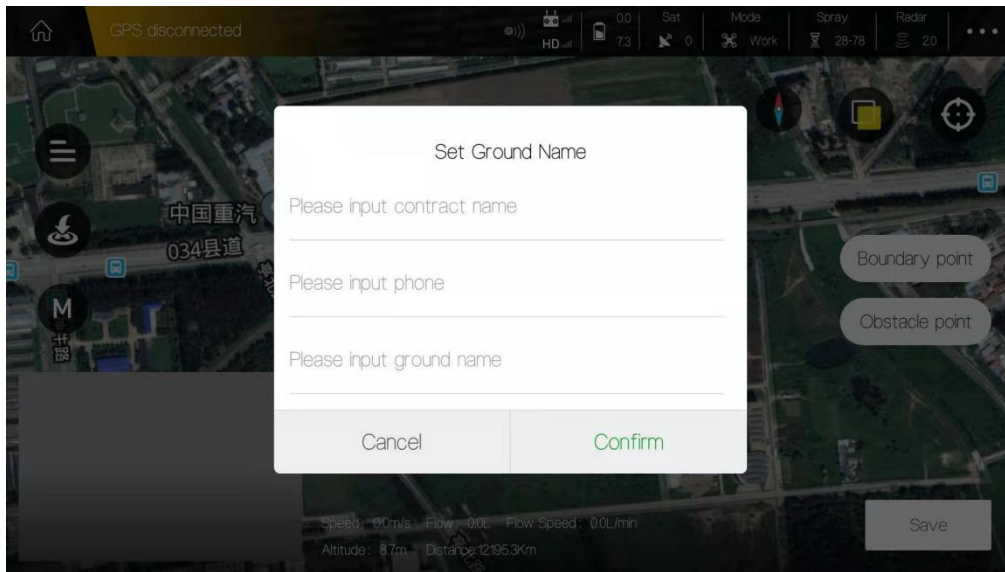 GPS disconnected
HD
0.0
7.3
Sat
0
Mode
Work
Spray
28-78
Radar
2.0
Set Ground Name
Please input contract name
中国重汽
034县道
Boundary point
Please input phone
M
Obstacle point
Please input ground name
Cancel
Confirm
Speed: 0.0m/s Flow: 0.0L Flow Speed: 0.0L/min
Save
Altitude: 8.7m Distance:12195.3Km